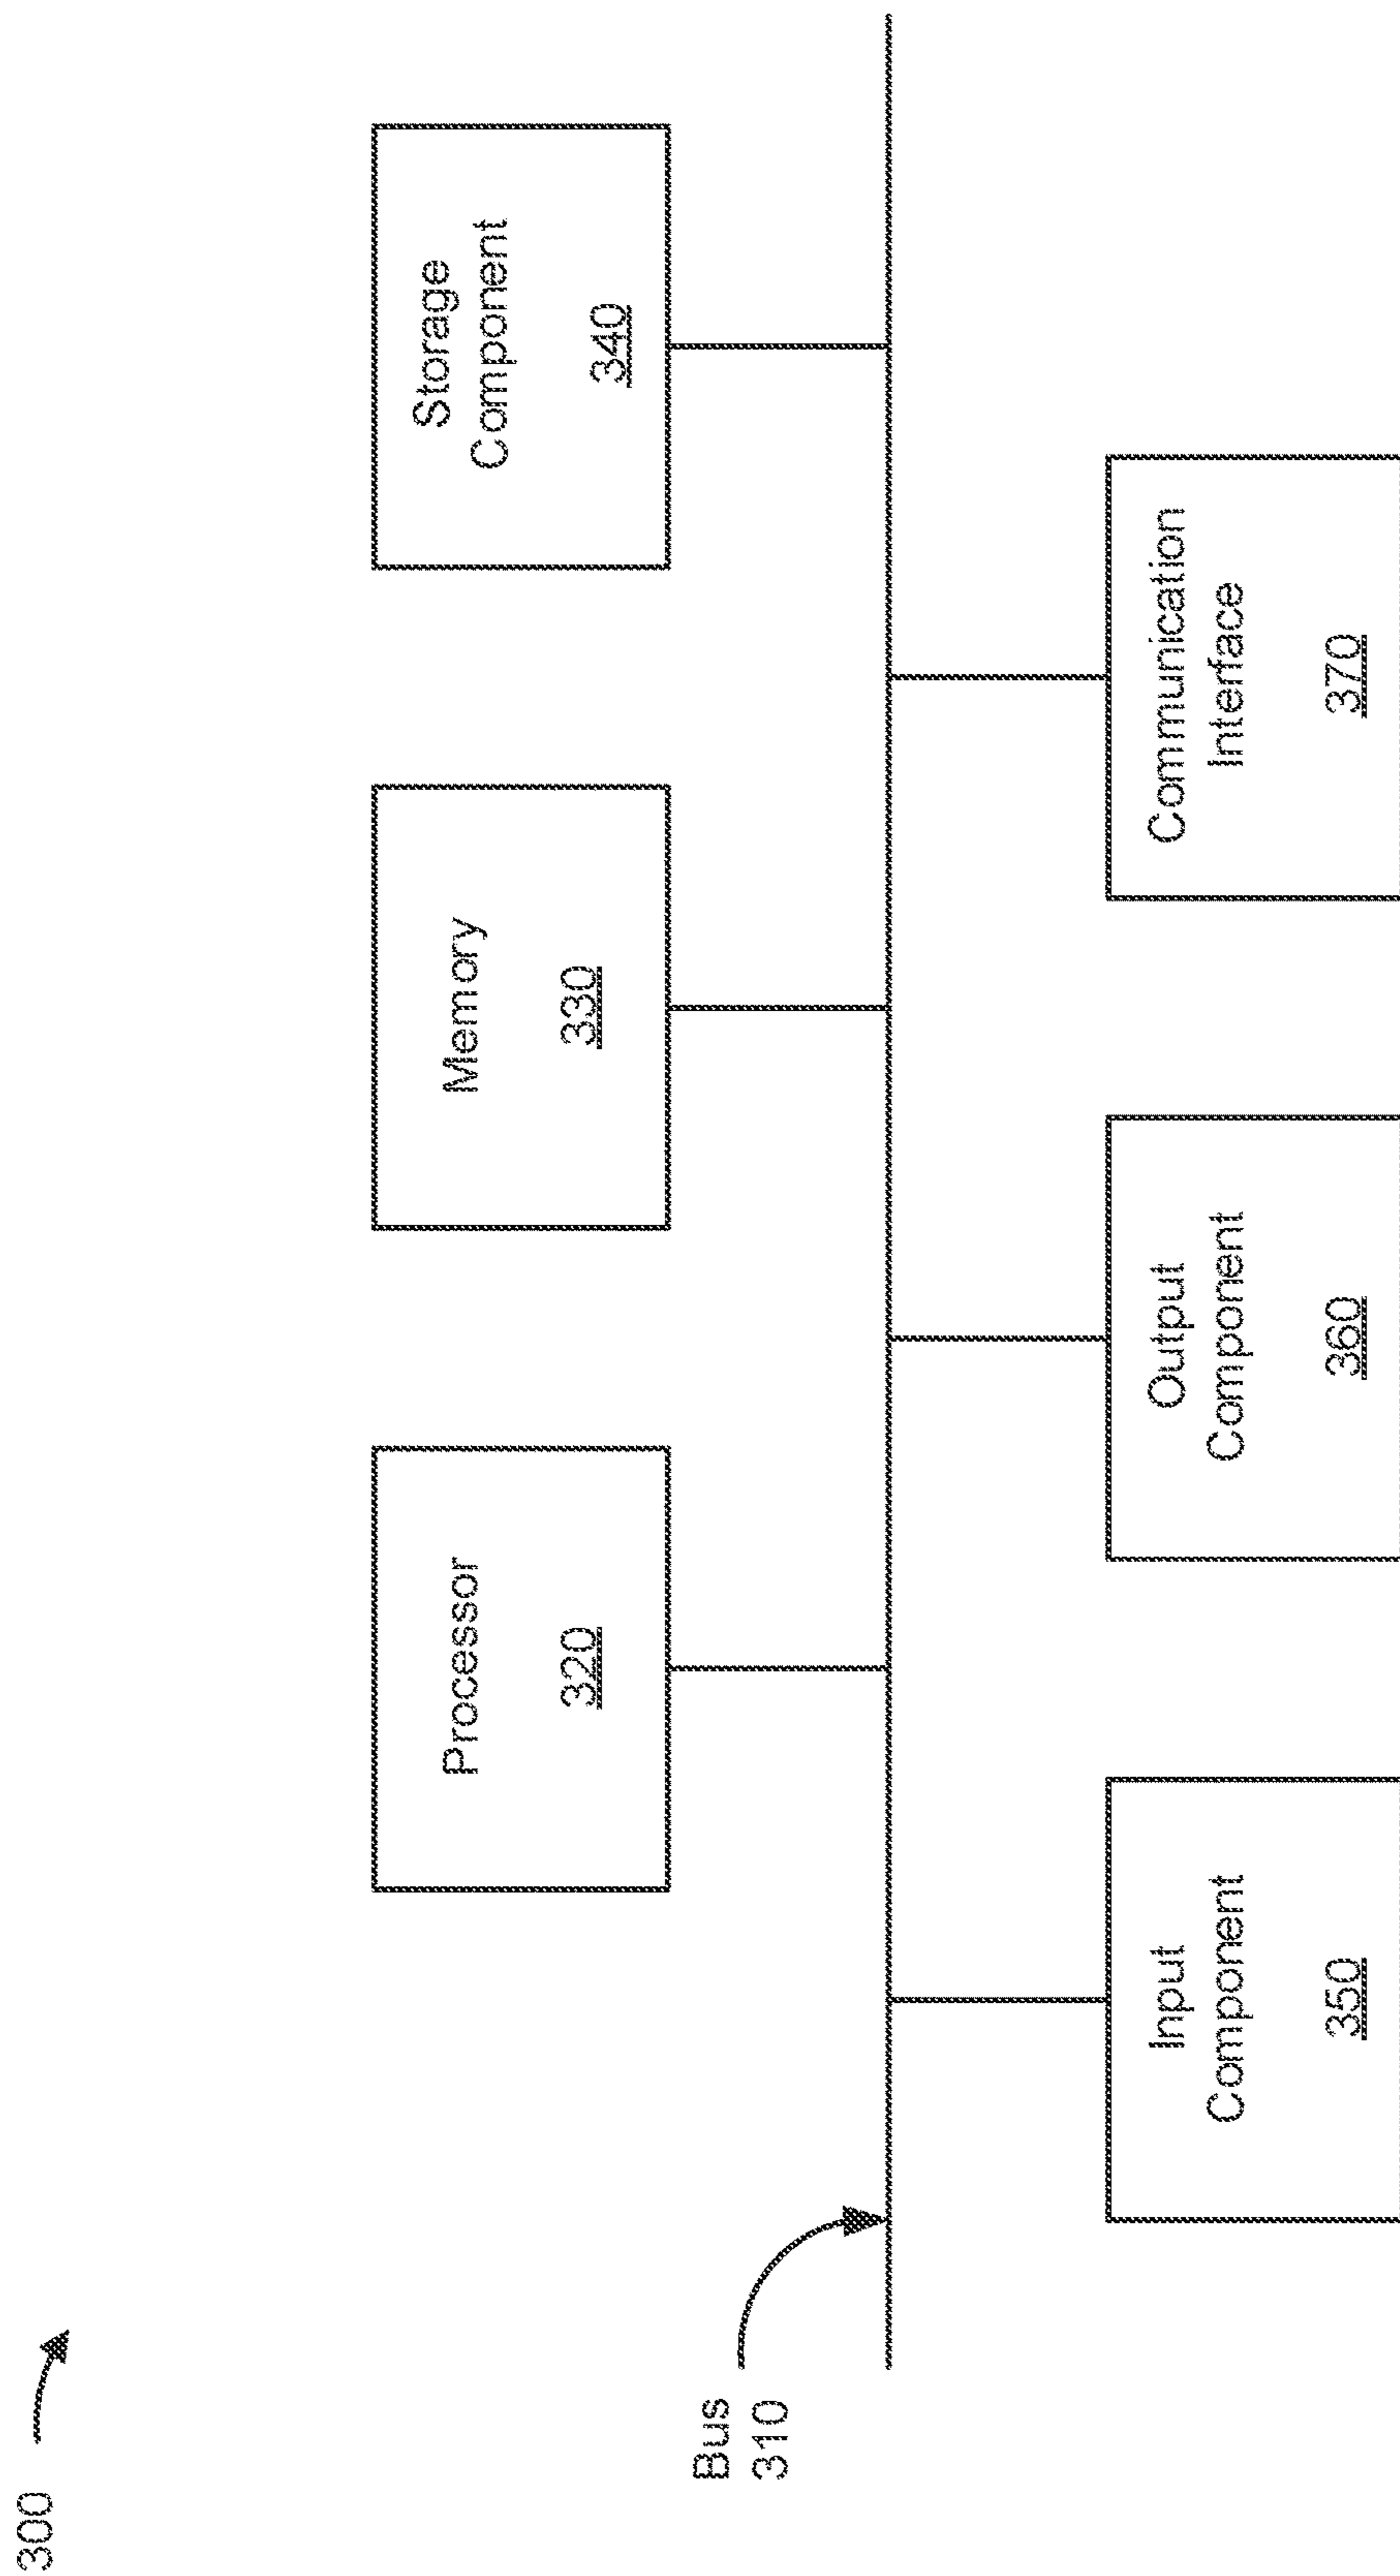 300
Processor
320
Memory
330
Storage
Component
340
Bus
310
Input
Component
350
Output
Component
360
Communication
Interface
370